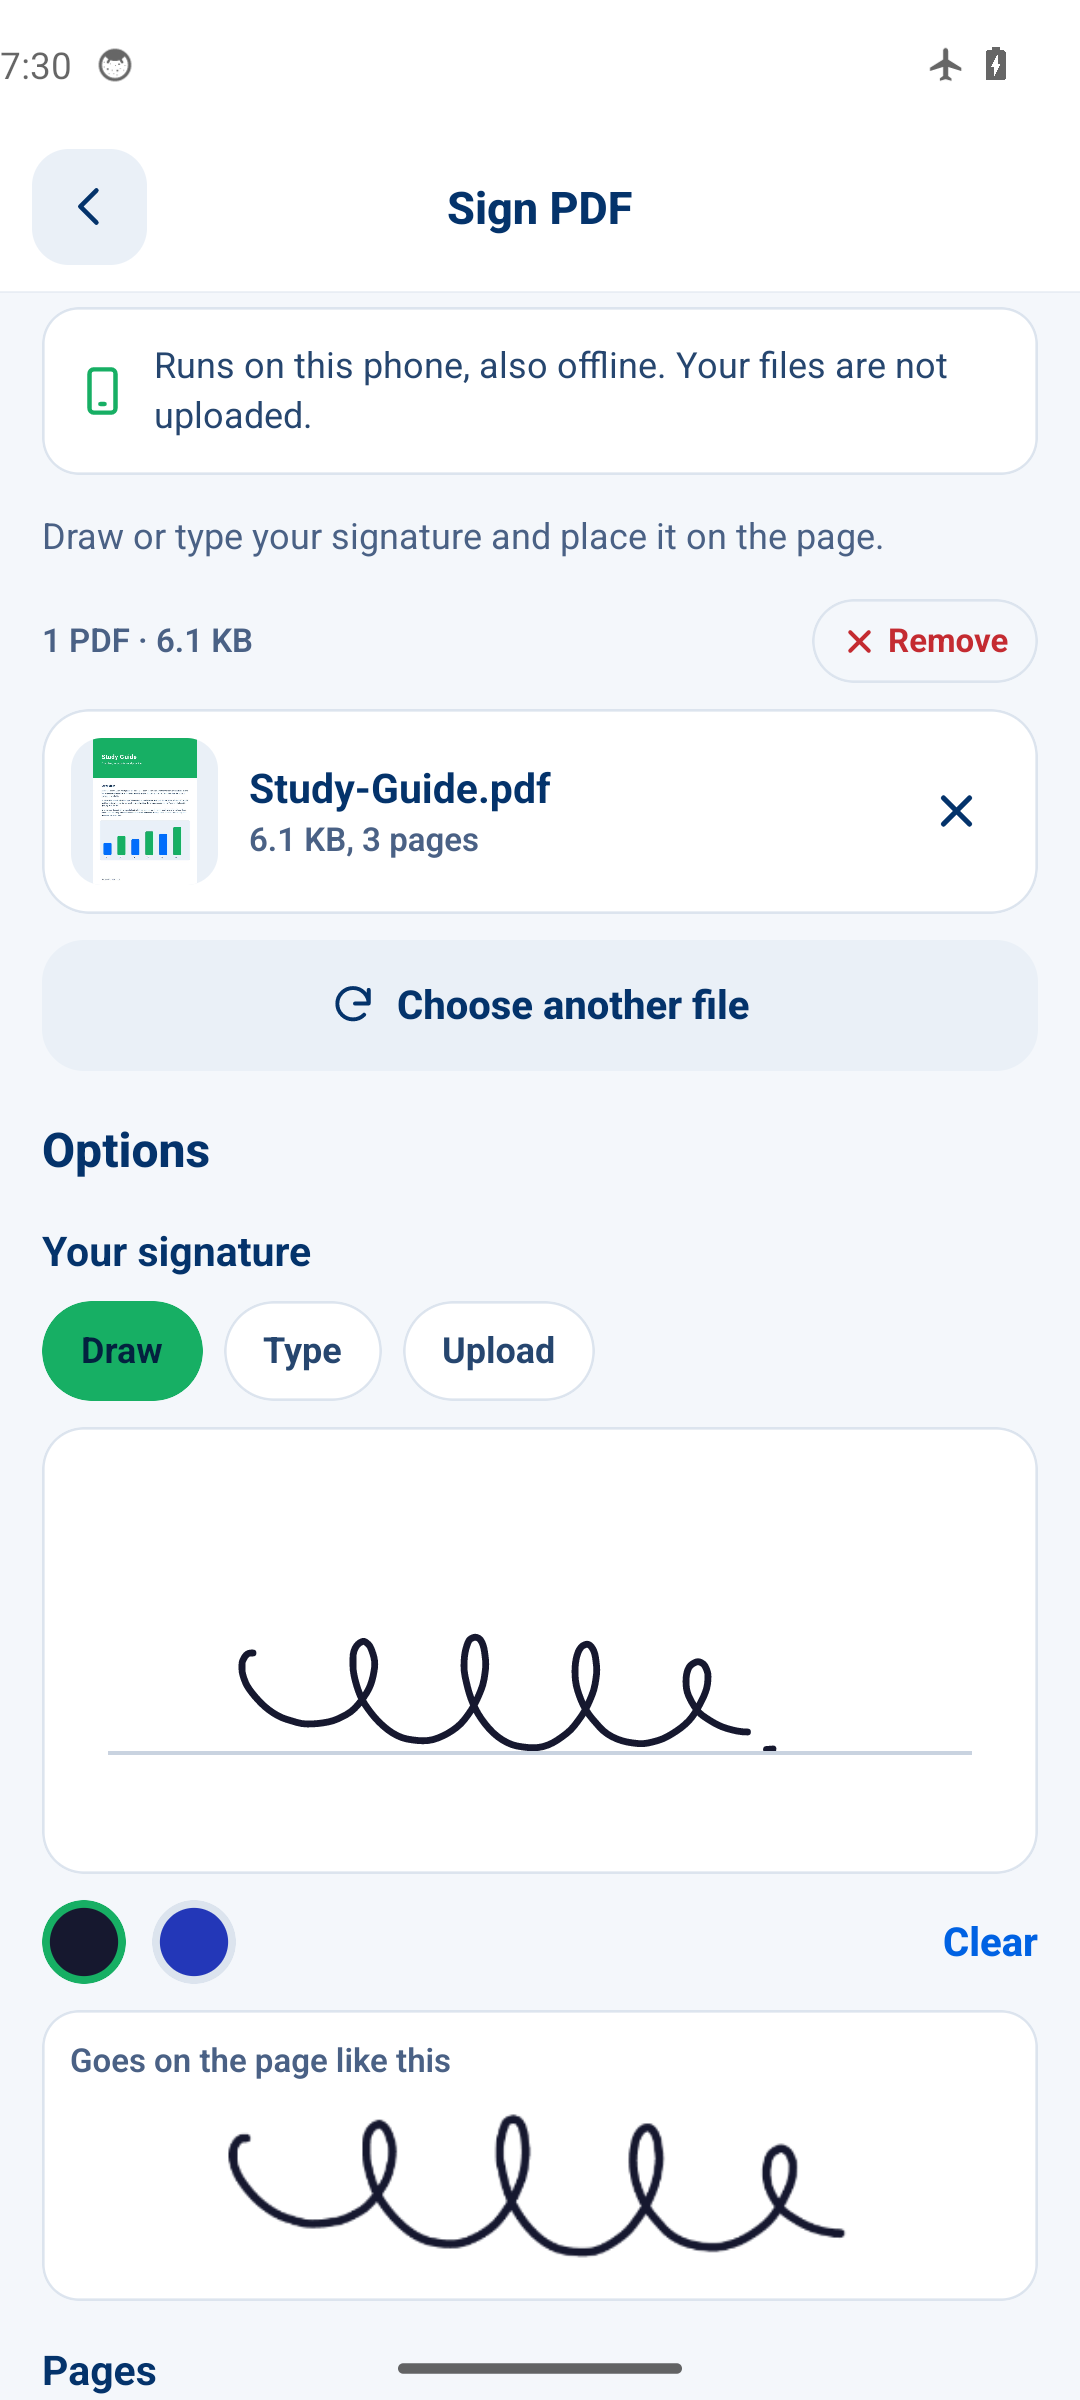 7:30
Sign PDF
Runs on this phone, also offline. Your files are not
uploaded.
Draw or type your signature and place it on the page.
1 PDF · 6.1 KB
Remove
Study Guide
Study-Guide.pdf
6.1 KB, 3 pages
Choose another file
Options
Your signature
Draw Type Upload
Clear
Goes on the page like this
Pages